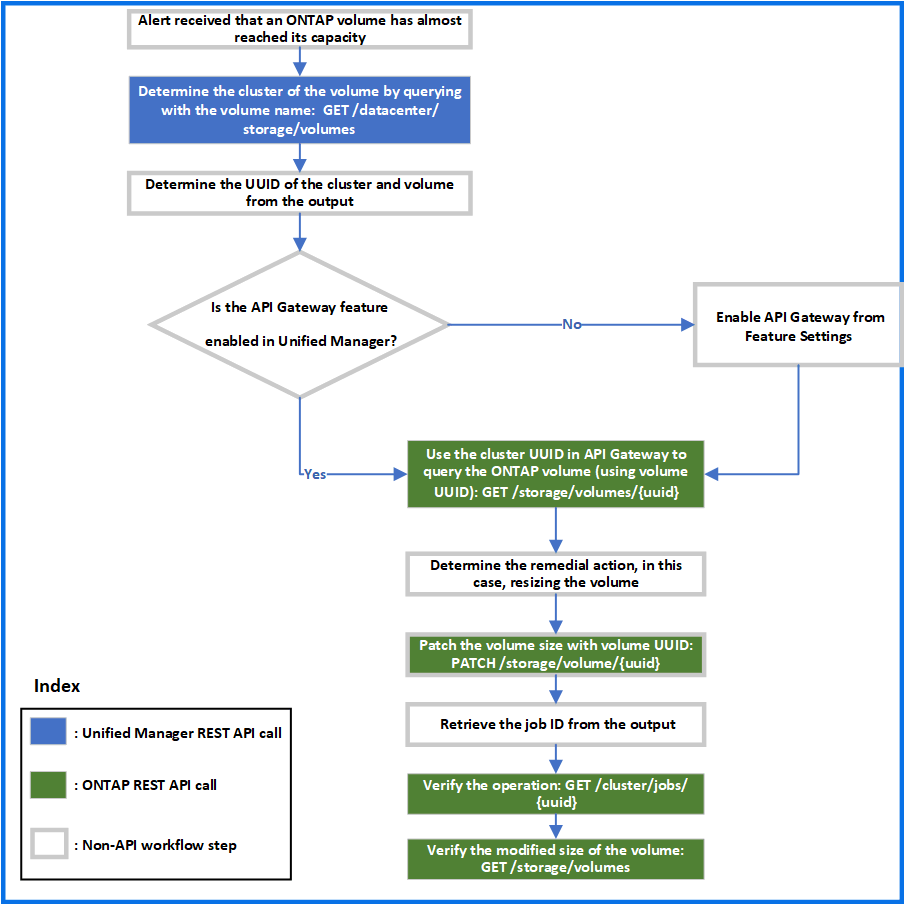 Alert received that an ONTAP volume has almost
reached its capacity
Determine the cluster of the volume by querying
with the volume name: GET /datacenter/
storage/volumes
Determine the UUID of the cluster and volume
from the output
Is the API Gateway feature
enabled in Unified Manager?
No
Enable API Gateway from
Feature Settings
Yes
Use the cluster UUID in API Gateway to
query the ONTAP volume (using volume
UUID): GET /storage/volumes/{uuid}
Determine the remedial action, in this
case, resizing the volume
Patch the volume size with volume UUID:
PATCH /storage/volume/{uuid}
Retrieve the job ID from the output
Verify the operation: GET /cluster/jobs/
{uuid}
Verify the modified size of the volume:
GET /storage/volumes
Index
: Unified Manager REST API call
: ONTAP REST API call
: Non-API workflow step